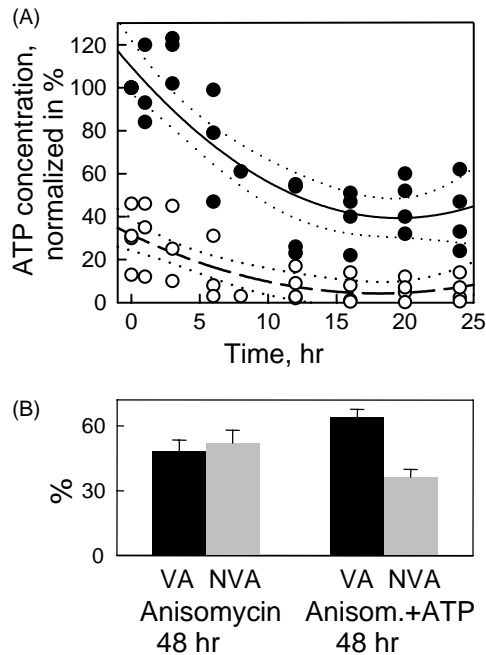 (A)
ATP concentration,
normalized in %
120
100
80
60
40
20
0
0 5 10 15 20 25
Time, hr
(B)
%
60
30
0
VA NVA VA NVA
Anisomycin Anisom.+ATP
48 hr 48 hr